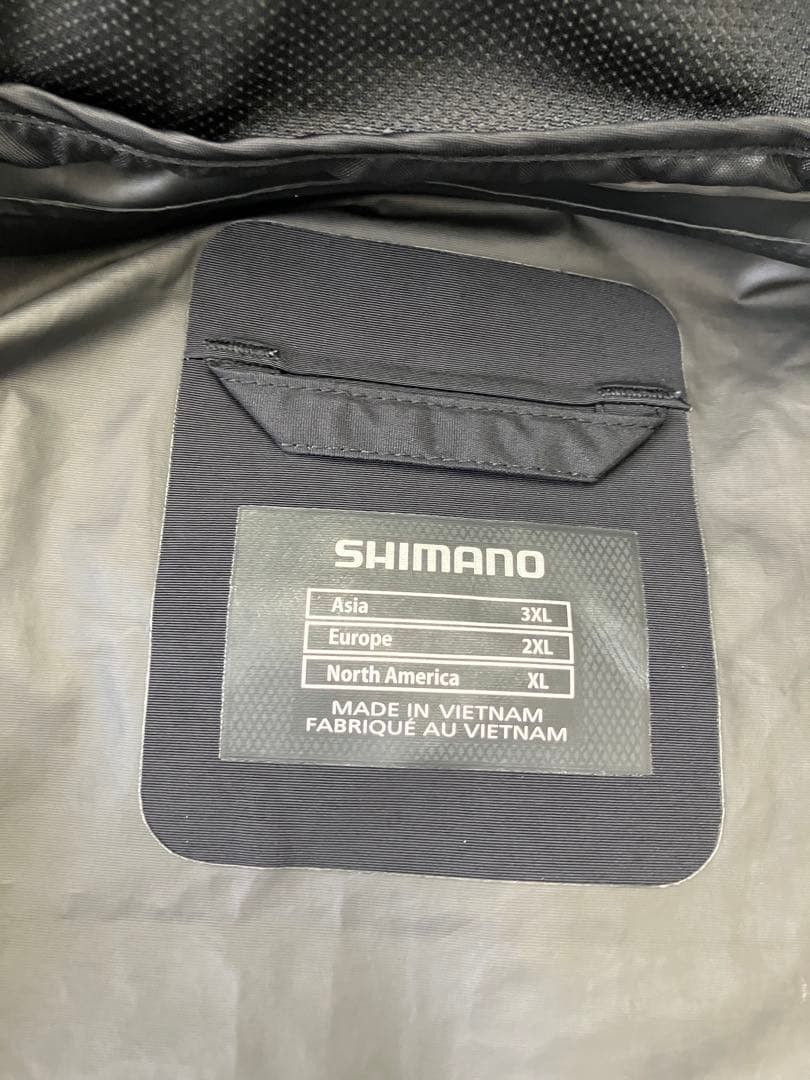 SHIMANO
Asia 3XL
Europe 2XL
North America XL
MADE IN VIETNAM
FABRIQUÉ AU VIETNAM